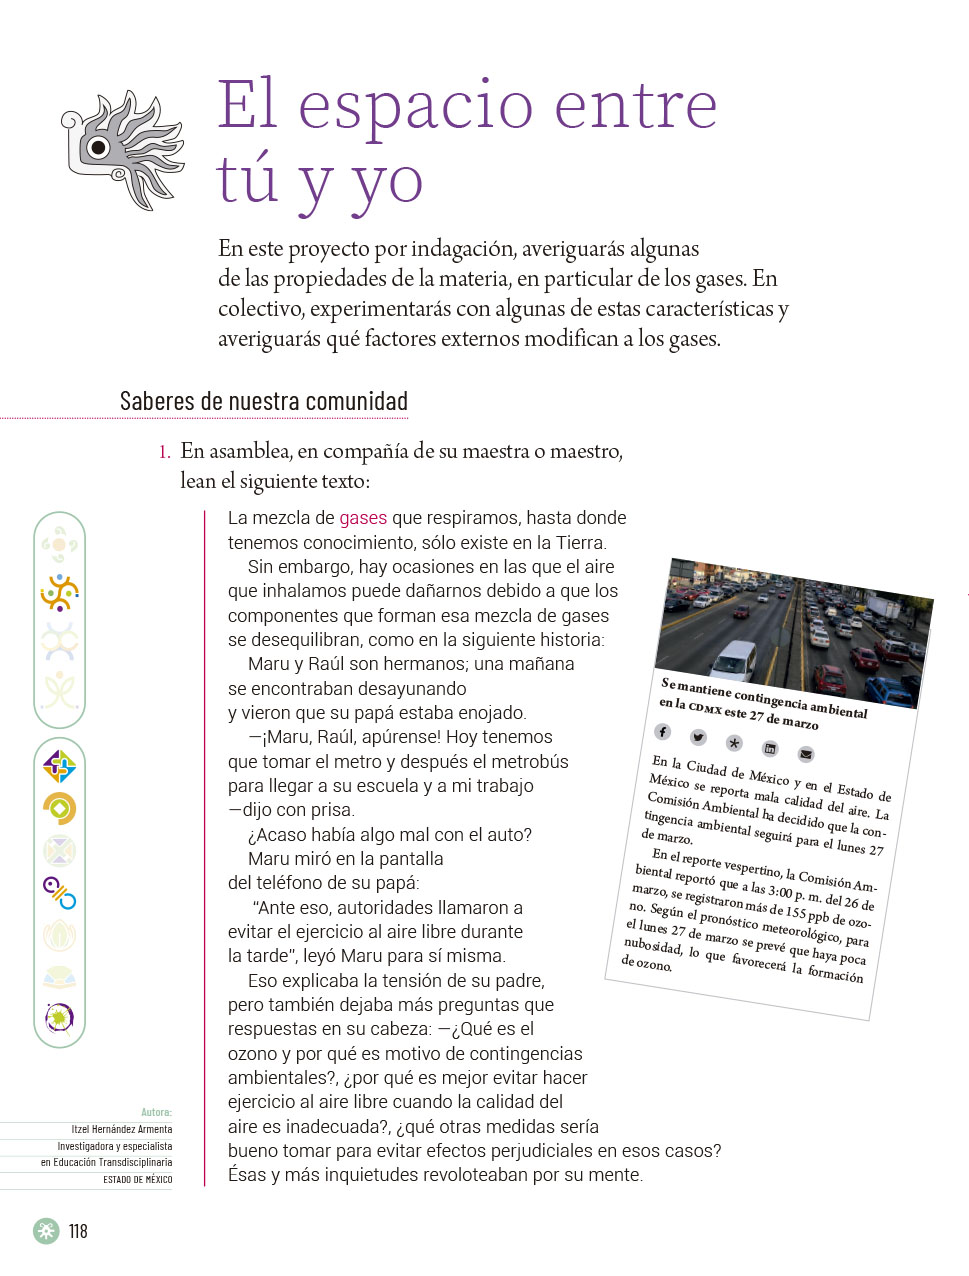 El espacio entre
tú y yo
En este proyecto por indagación, averiguarás algunas
de las propiedades de la materia, en particular de los gases. En
colectivo, experimentarás con algunas de estas características y
averiguarás qué factores externos modifican a los gases.
Saberes de nuestra comunidad
1. En asamblea, en compañía de su maestra o maestro,
lean el siguiente texto:
La mezcla de gases que respiramos, hasta donde
tenemos conocimiento, sólo existe en la Tierra.
Sin embargo, hay ocasiones en las que el aire
que inhalamos puede dañarnos debido a que los
componentes que forman esa mezcla de gases
se desequilibran, como en la siguiente historia:
Maru y Raúl son hermanos; una mañana
se encontraban desayunando
y vieron que su papá estaba enojado.
—¡Maru, Raúl, apúrense! Hoy tenemos
que tomar el metro y después el metrobús
para llegar a su escuela y a mi trabajo
—dijo con prisa.
¿Acaso había algo mal con el auto?
Maru miró en la pantalla
del teléfono de su papá:
“Ante eso, autoridades llamaron a
evitar el ejercicio al aire libre durante
la tarde”, leyó Maru para sí misma.
Eso explicaba la tensión de su padre,
pero también dejaba más preguntas que
respuestas en su cabeza: —¿Qué es el
ozono y por qué es motivo de contingencias
ambientales?, ¿por qué es mejor evitar hacer
ejercicio al aire libre cuando la calidad del
aire es inadecuada?, ¿qué otras medidas sería
bueno tomar para evitar efectos perjudiciales en esos casos?
Ésas y más inquietudes revoloteaban por su mente.
Se mantiene contingencia ambiental
en la CDMX este 27 de marzo
En la Ciudad de México y en el Estado de
México se reporta mala calidad del aire. La
Comisión Ambiental ha decidido que la con-
tingencia ambiental seguirá para el lunes 27
de marzo.
En el reporte vespertino, la Comisión Am-
biental reportó que a las 3:00 p. m. del 26 de
marzo, se registraron más de 155 ppb de ozo-
no. Según el pronóstico meteorológico, para
el lunes 27 de marzo se prevé que haya poca
nubosidad, lo que favorecerá la formación
de ozono.
Autora:
Itzel Hernández Armenta
Investigadora y especialista
en Educación Transdisciplinaria
ESTADO DE MÉXICO
118